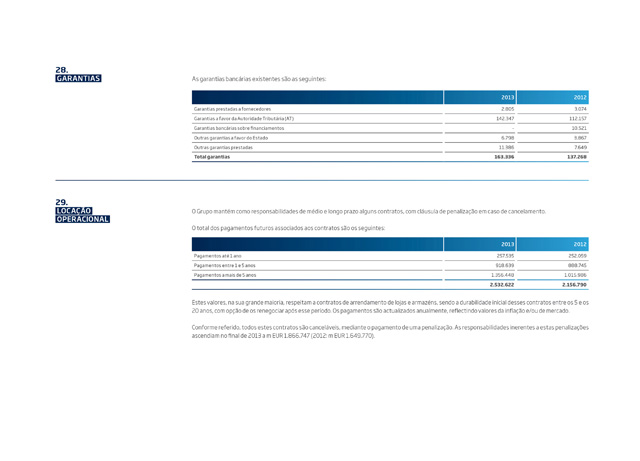 28.
GARANTIAS
As garantias bancárias existentes são as seguintes:
2013 2012
Garantias prestadas a fornecedores 2.805 3.074
Garantias a favor da Autoridade Tributária (AT) 142.347 112.157
Garantias bancárias sobre financiamentos - 10.521
Outras garantias a favor do Estado 6.798 3.867
Outras garantias prestadas 11.386 7.649
Total garantias 163.336 137.268
29.
LOCAÇÃO
OPERACIONAL
O Grupo mantém como responsabilidades de médio e longo prazo alguns contratos, com cláusula de penalização em caso de cancelamento.
O total dos pagamentos futuros associados aos contratos são os seguintes:
2013 2012
Pagamentos até 1 ano 257.535 252.059
Pagamentos entre 1 e 5 anos 918.639 888.745
Pagamentos a mais de 5 anos 1.356.448 1.015.986
2.532.622 2.156.790
Estes valores, na sua grande maioria, respeitam a contratos de arrendamento de lojas e armazéns, sendo a durabilidade inicial desses contratos entre os 5 e os
20 anos, com opção de os renegociar após esse período. Os pagamentos são actualizados anualmente, reflectindo valores da inflação e/ou de mercado.
Conforme referido, todos estes contratos são canceláveis, mediante o pagamento de uma penalização. As responsabilidades inerentes a estas penalizações
ascendiam no final de 2013 a m EUR 1.866.747 (2012: m EUR 1.649.770).